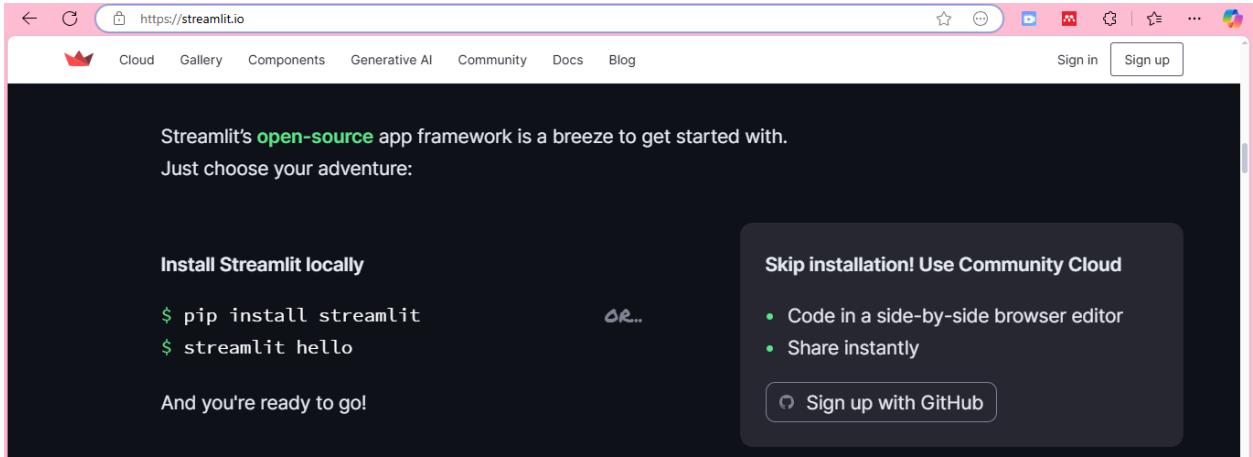 https://streamlit.io
Cloud Gallery Components Generative AI Community Docs Blog Sign in Sign up
Streamlit's open-source app framework is a breeze to get started with.
Just choose your adventure:
Install Streamlit locally
$ pip install streamlit
$ streamlit hello
And you're ready to go!
OR...
Skip installation! Use Community Cloud
• Code in a side-by-side browser editor
• Share instantly
Sign up with GitHub